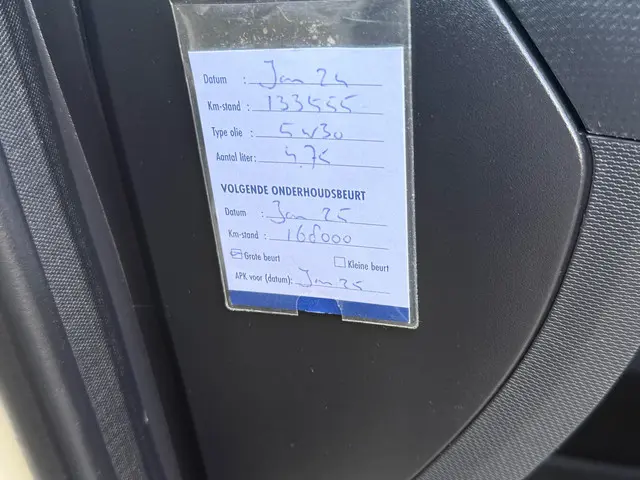 Datum : Jan 24
Km-stand : 133555
Type olie : 5W30
Aantal liter: 4.75
VOLGENDE ONDERHOUDSBEURT
Datum : Jan 25
Km-stand : 168000
Grote beurt Kleine beurt
APK voor (datum): Jan 25